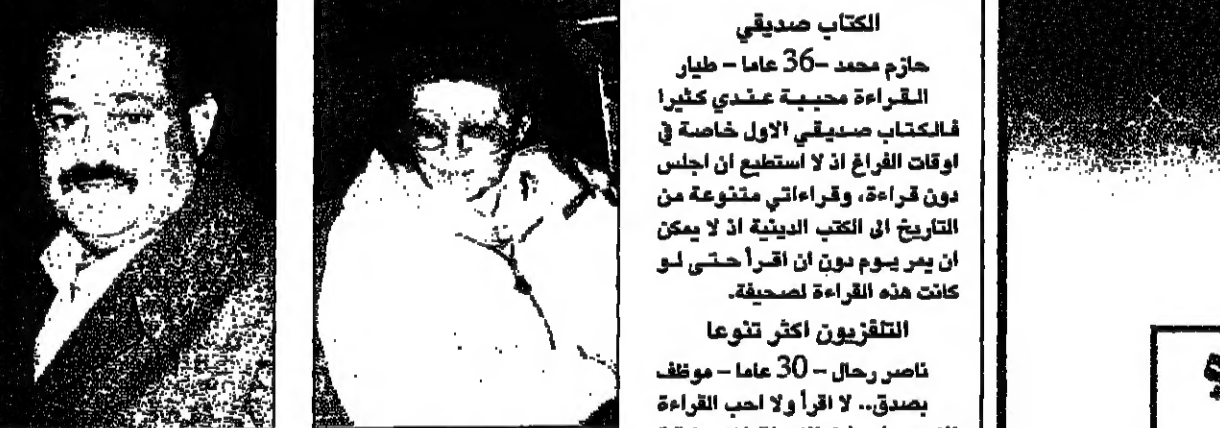 الكتاب صديقي
حازم محمد –36 عاما – طيار
القراءة محببة عندي كثيرا
فالكتاب صديقي الاول خاصة في
اوقات الفراغ اذ لا استطيع ان اجلس
دون قراءة، وقراءاتي متنوعة من
التاريخ الى الكتب الدينية اذ لا يمكن
ان يمر يوم دون ان اقرأ حتى لو
كانت هذه القراءة لصحيفة.
التلفزيون اكثر تنوعا
ناصر رحال – 30 عاما – موظف
بصدق.. لا اقرأ ولا احب القراءة